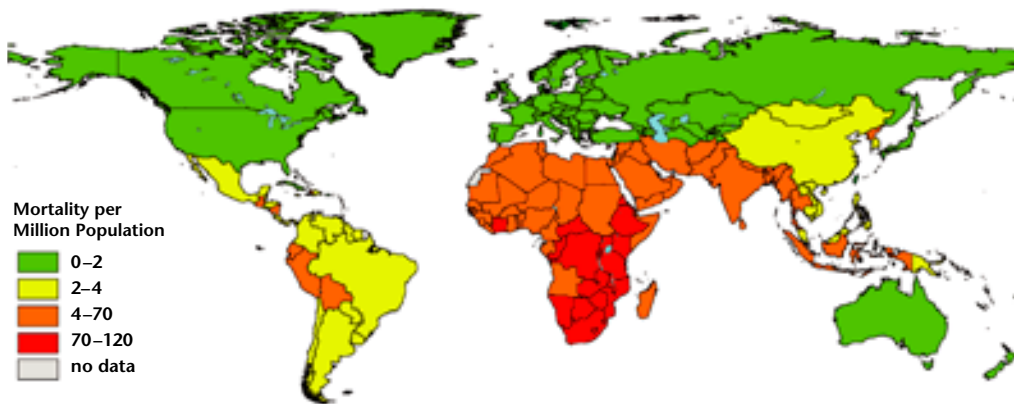 Mortality per
Million Population
0–2
2–4
4–70
70–120
no data